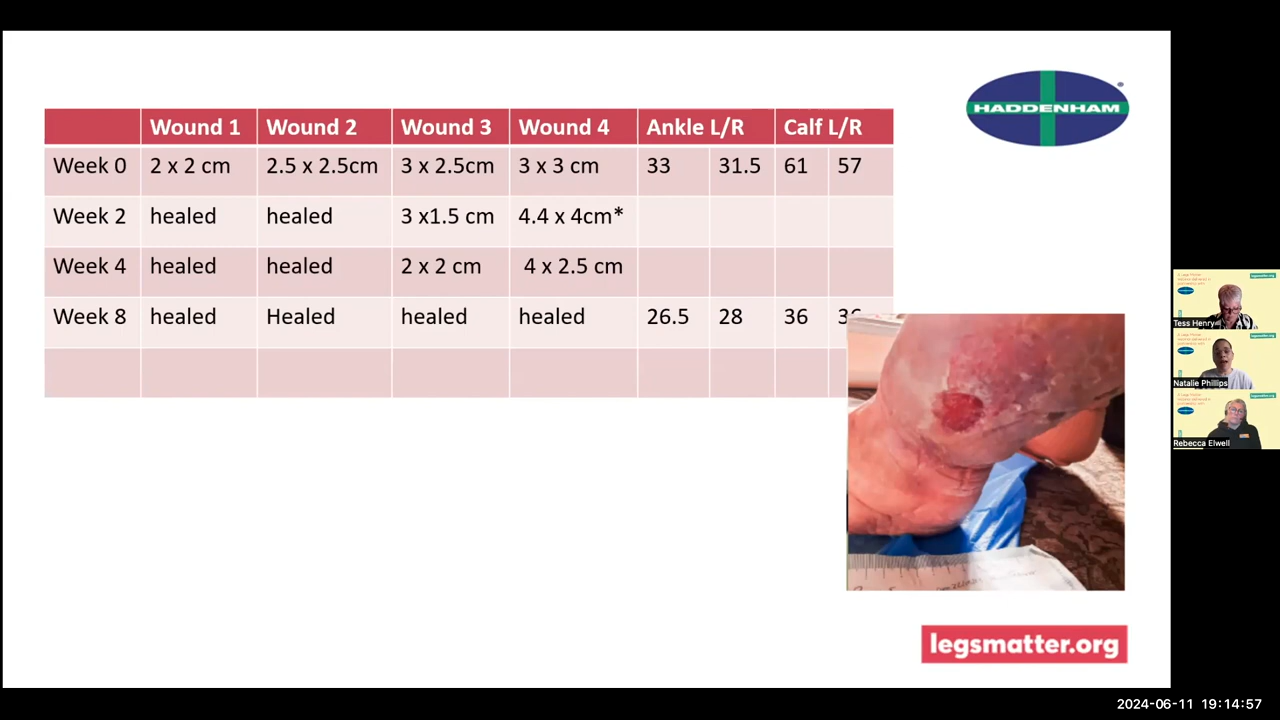 HADDENHAM
Wound 1 Wound 2 Wound 3 Wound 4 Ankle L/R Calf L/R
Week 0 2 x 2 cm 2.5 x 2.5cm 3 x 2.5cm 3 x 3 cm 33 31.5 61 57
Week 2 healed healed 3 x1.5 cm 4.4 x 4cm*
Week 4 healed healed 2 x 2 cm 4 x 2.5 cm
Week 8 healed Healed healed healed 26.5 28 36
legsmatter.org
Tess Henry
Natalie Phillips
Rebecca Elwell
2024-06-11 19:14:57